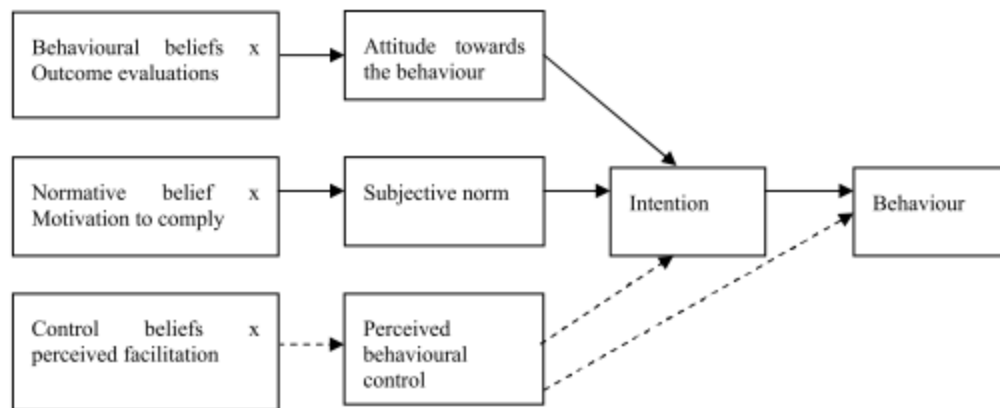 Behavioural beliefs x
Outcome evaluations
Attitude towards
the behaviour
Normative belief x
Motivation to comply
Subjective norm
Intention
Behaviour
Control beliefs x
perceived facilitation
Perceived
behavioural
control